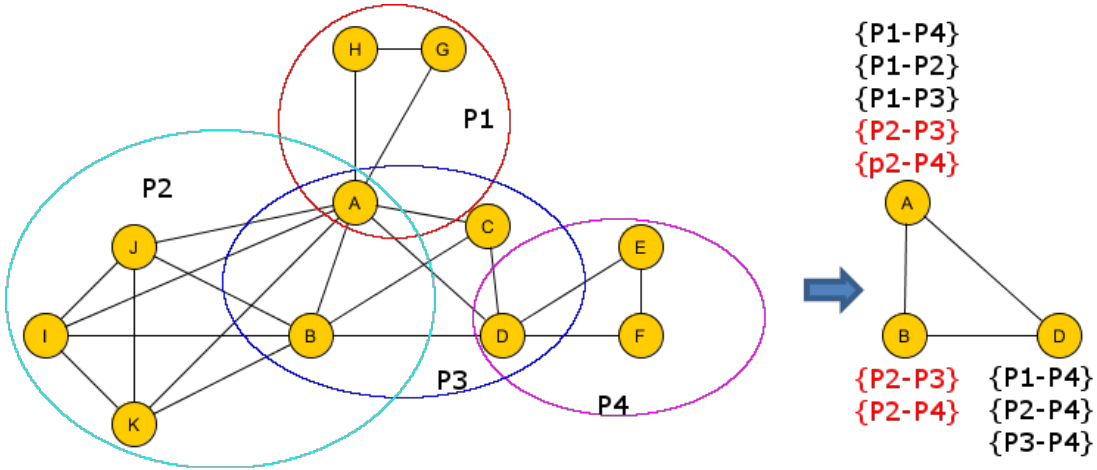 H
G
P1
P2
A
C
J
E
I
B
D
F
P3
P4
K
{P1-P4}
{P1-P2}
{P1-P3}
{P2-P3}
{p2-P4}
A
B
D
{P2-P3}
{P2-P4}
{P1-P4}
{P2-P4}
{P3-P4}